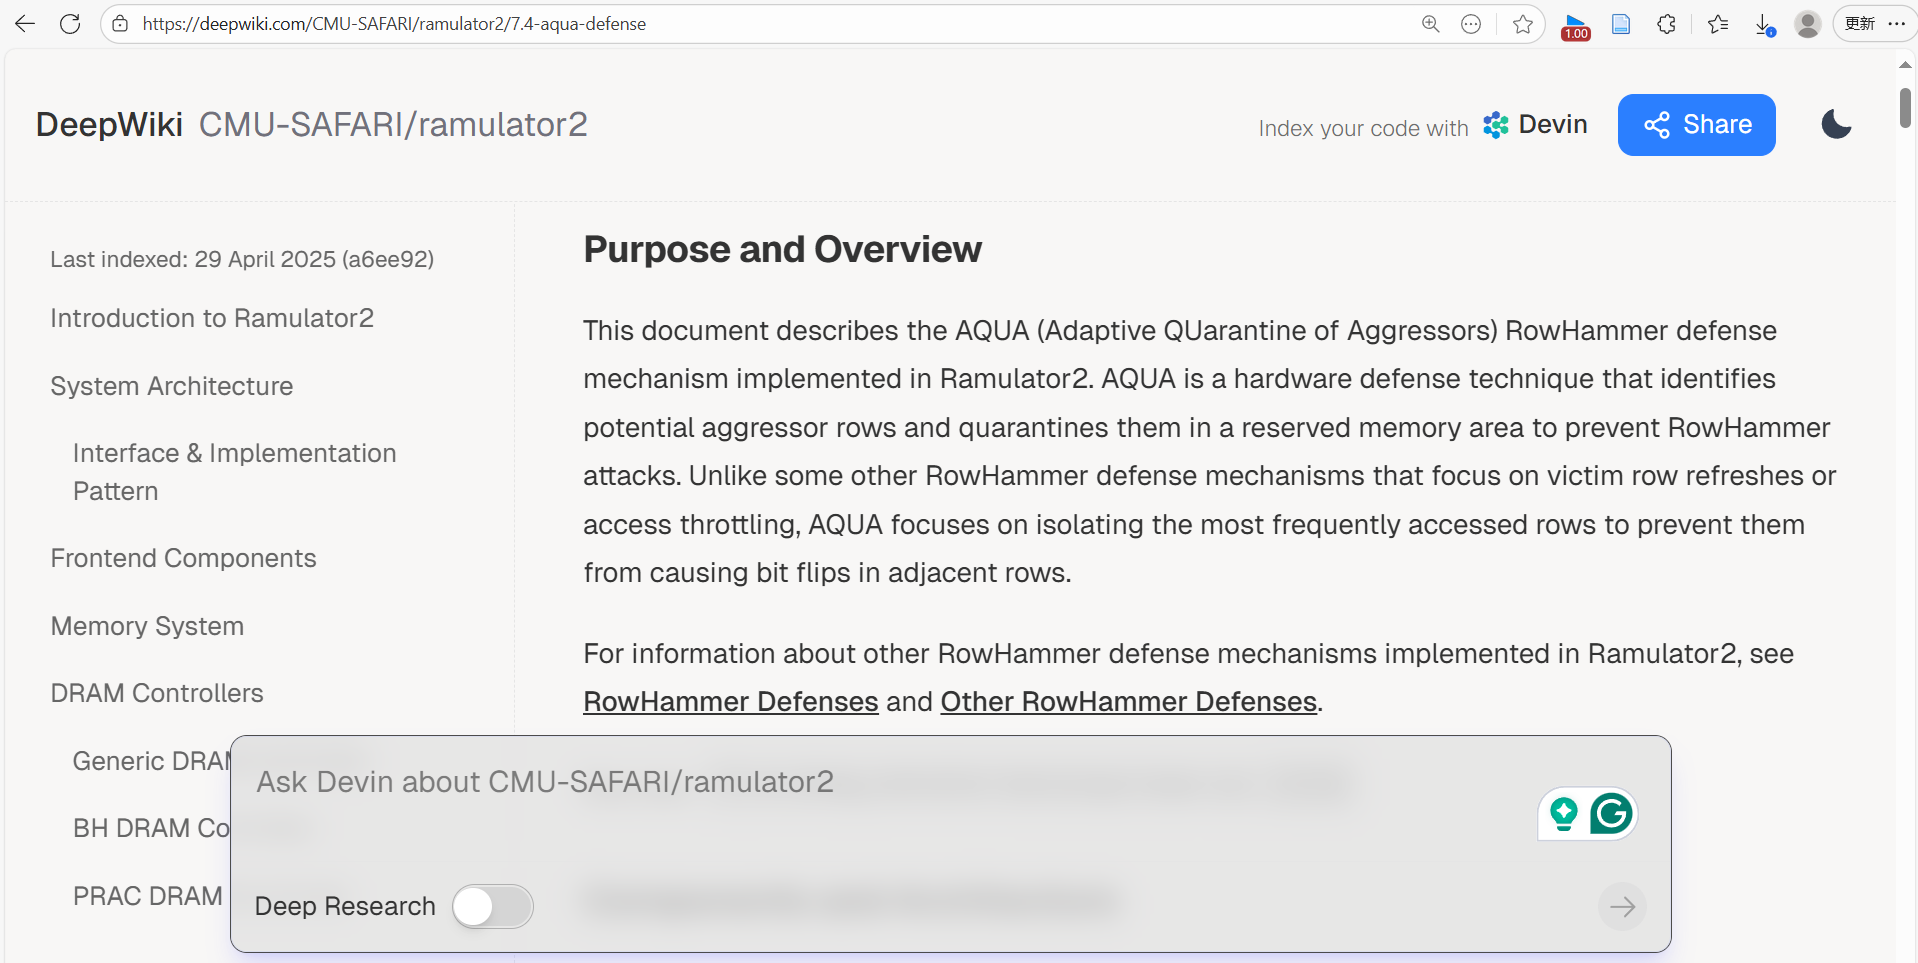 https://deepwiki.com/CMU-SAFARI/ramulator2/7.4-aqua-defense
1.00
更新
DeepWiki CMU-SAFARI/ramulator2
Index your code with Devin
Share
Last indexed: 29 April 2025 (a6ee92)
Introduction to Ramulator2
System Architecture
Interface & Implementation
Pattern
Frontend Components
Memory System
DRAM Controllers
Generic DRA
BH DRAM Co
PRAC DRAM
Purpose and Overview
This document describes the AQUA (Adaptive QUarantine of Aggressors) RowHammer defense
mechanism implemented in Ramulator2. AQUA is a hardware defense technique that identifies
potential aggressor rows and quarantines them in a reserved memory area to prevent RowHammer
attacks. Unlike some other RowHammer defense mechanisms that focus on victim row refreshes or
access throttling, AQUA focuses on isolating the most frequently accessed rows to prevent them
from causing bit flips in adjacent rows.
For information about other RowHammer defense mechanisms implemented in Ramulator2, see
RowHammer Defenses and Other RowHammer Defenses.
Ask Devin about CMU-SAFARI/ramulator2
Deep Research